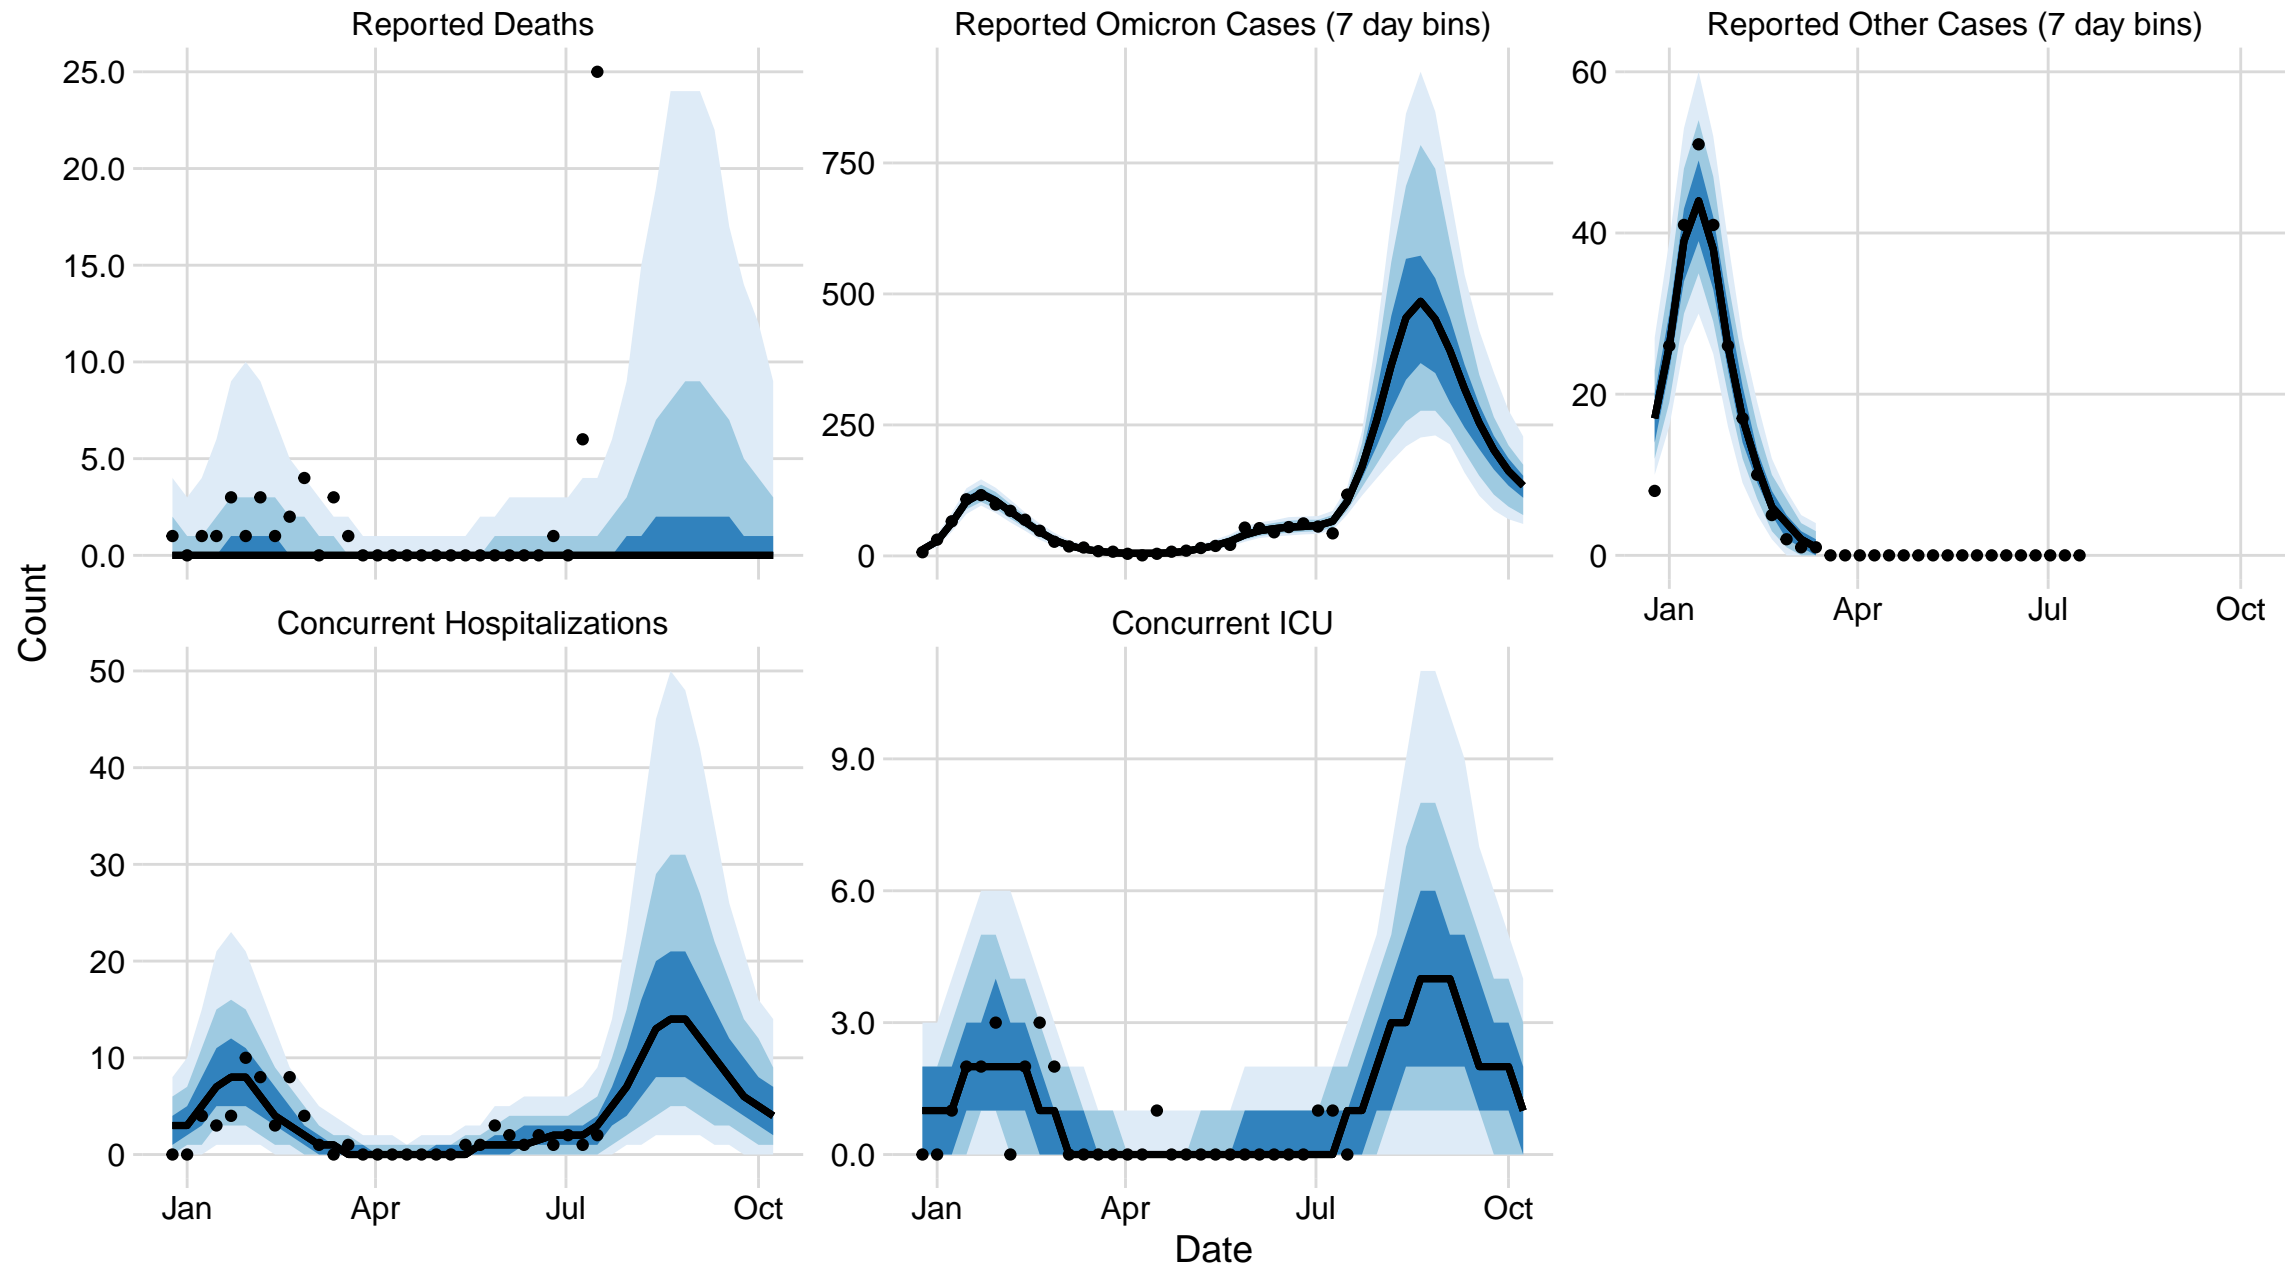 Reported Deaths
Reported Omicron Cases (7 day bins)
Reported Other Cases (7 day bins)
25.0
20.0
15.0
10.0
5.0
0.0
750
500
250
0
60
40
20
0
Jan Apr Jul Oct
Count
Concurrent Hospitalizations
Concurrent ICU
50
40
30
20
10
0
9.0
6.0
3.0
0.0
Jan Apr Jul Oct
Jan Apr Jul Oct
Date